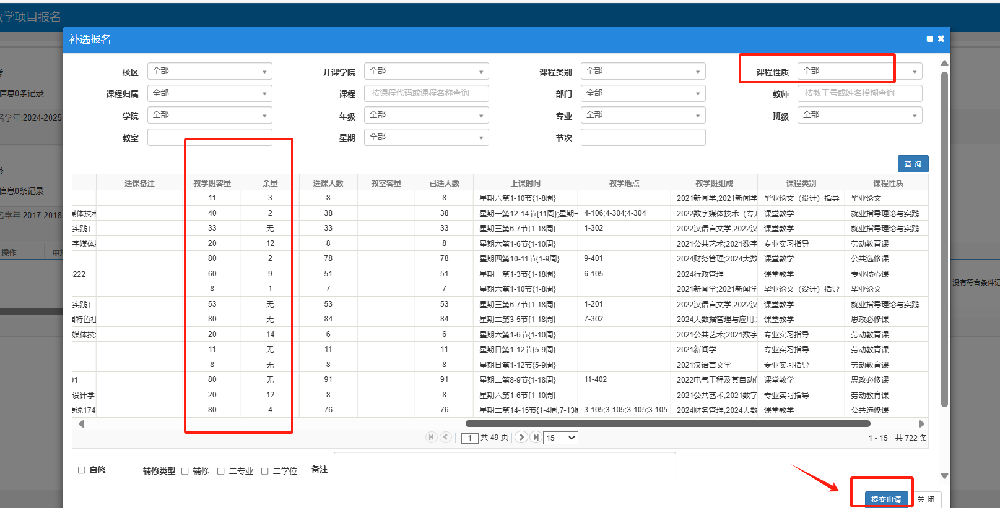 学项目报名
补选报名
校区 全部 开课学院 全部 课程类别 全部 课程性质 全部
课程归属 全部 课程 按课程代码或课程名称查询 部门 全部 教师 按教工号或姓名模糊查询
学院 全部 年级 全部 专业 全部 班级 全部
教室 星期 全部 节次
查 询
信息0条记录
名学年:2024-2025
信息0条记录
名学年:2017-2018
操作 申
没有符合条件记
选课备注 教学班容量 余量 选课人数 教室容量 已选人数 上课时间 教学地点 教学班组成 课程类别 课程性质
11 3 8 8 星期六第1-10节{1-8周} 2021新闻学;2021新闻学 毕业论文（设计）指导 毕业论文
媒体技术 40 2 38 38 星期一第12-14节{11周};星期一 4-106;4-304;4-304 2022数字媒体技术（专升 课堂教学 就业指导理论与实践
实践） 33 无 33 33 星期三第6-7节{1-18周} 1-302 2022汉语言文学;2022汉 课堂教学 就业指导理论与实践
字媒体 20 12 8 8 星期六第1-6节{1-10周} 2021公共艺术;2021数字 专业实习指导 劳动教育课
80 2 78 78 星期四第10-11节{1-9周} 9-401 2024财务管理;2024大数 课堂教学 公共选修课
222 60 9 51 51 星期三第1-3节{1-18周} 6-105 2024行政管理 课堂教学 专业核心课
8 1 7 7 星期六第1-10节{1-8周} 2021新闻学;2021新闻学 毕业论文（设计）指导 毕业论文
实践） 53 无 53 53 星期三第6-7节{1-18周} 1-201 2022汉语言文学;2022汉 课堂教学 就业指导理论与实践
国特色社 80 无 84 84 星期二第3-5节{1-18周} 7-302 2024大数据管理与应用; 课堂教学 思政必修课
媒体技 20 14 6 6 星期六第1-6节{1-10周} 2021公共艺术;2021数字 专业实习指导 劳动教育课
11 无 11 11 星期日第1-12节{5-9周} 2021新闻学 专业实习指导 劳动教育课
8 无 8 8 星期日第1-12节{5-9周} 2021汉语言文学 专业实习指导 劳动教育课
01 80 无 91 91 星期二第8-9节{1-18周} 11-402 2022电气工程及其自动化 课堂教学 思政必修课
设计学 20 12 8 8 星期六第1-6节{1-10周} 2021公共艺术;2021数字 专业实习指导 劳动教育课
传说174 80 4 76 76 星期二第14-15节{1-4周,7-13周 3-105;3-105;3-105;3-105 2024财务管理;2024大数 课堂教学 公共选修课
1 共 49 页 15 1 - 15 共 722 条
自修 辅修类型 辅修 二专业 二学位 备注
提交申请 关 闭